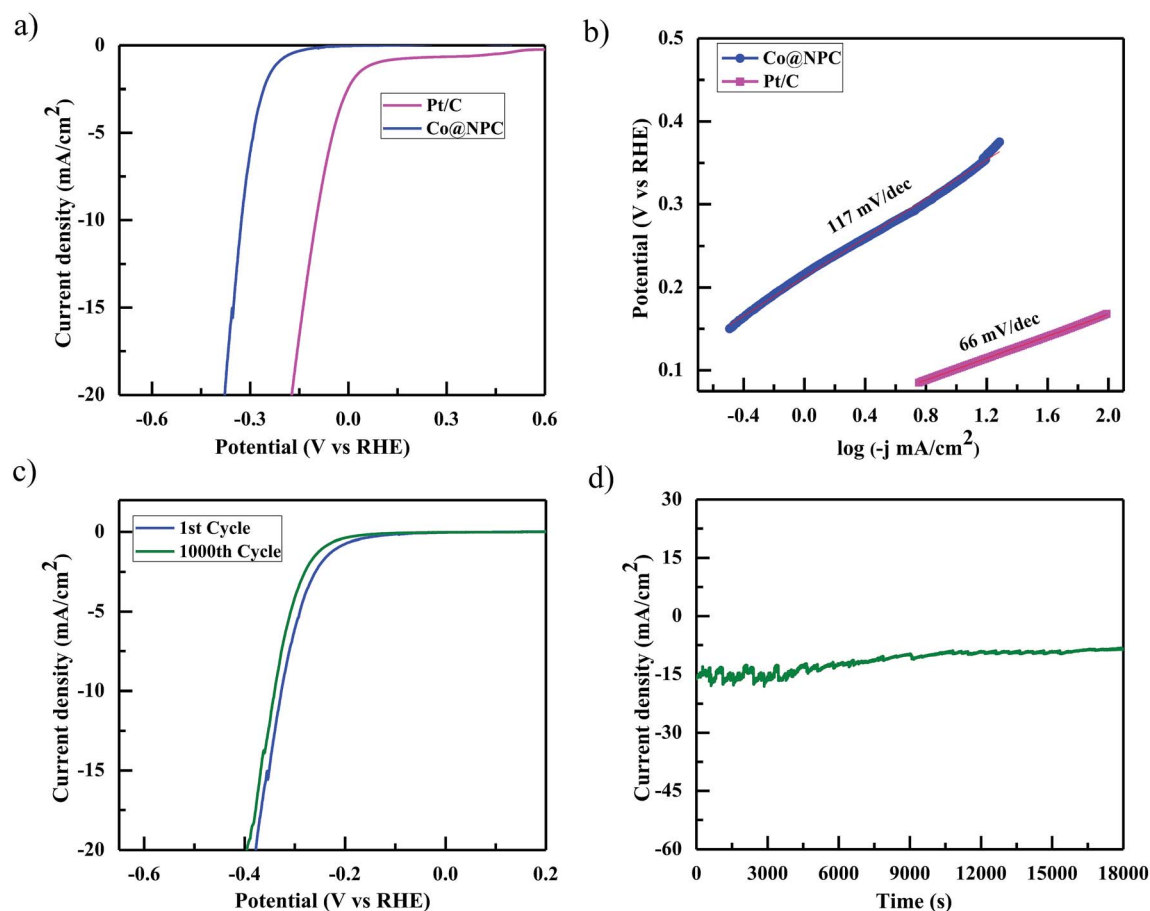 a)
0
-5
-10
-15
-20
Current density (mA/cm2)
Pt/C
Co@NPC
-0.6
-0.3
0.0
0.3
0.6
Potential (V vs RHE)
b)
0.5
0.4
0.3
0.2
0.1
Potential (V vs RHE)
Co@NPC
Pt/C
117 mV/dec
66 mV/dec
-0.4
0.0
0.4
0.8
1.2
1.6
2.0
log (-j mA/cm2)
c)
0
-5
-10
-15
-20
Current density (mA/cm2)
1st Cycle
1000th Cycle
-0.6
-0.4
-0.2
0.0
0.2
Potential (V vs RHE)
d)
30
15
0
-15
-30
-45
-60
Current density (mA/cm2)
0
3000
6000
9000
12000
15000
18000
Time (s)